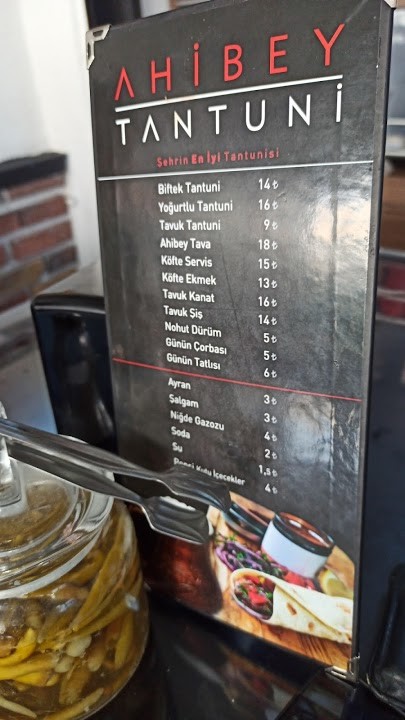 AHİBEY
TANTUNİ
Şehrin En İyi Tantunisi
Biftek Tantuni 14 ₺
Yoğurtlu Tantuni 16 ₺
Tavuk Tantuni 9 ₺
Ahibey Tava 18 ₺
Köfte Servis 15 ₺
Köfte Ekmek 13 ₺
Tavuk Kanat 16 ₺
Tavuk Şiş 14 ₺
Nohut Dürüm 5 ₺
Günün Çorbası 5 ₺
Günün Tatlısı 6 ₺
Ayran 3 ₺
Şalgam 3 ₺
Niğde Gazozu 4 ₺
Soda 2 ₺
Su 1,5 ₺
Pepsi Kutu İçecekler 4 ₺